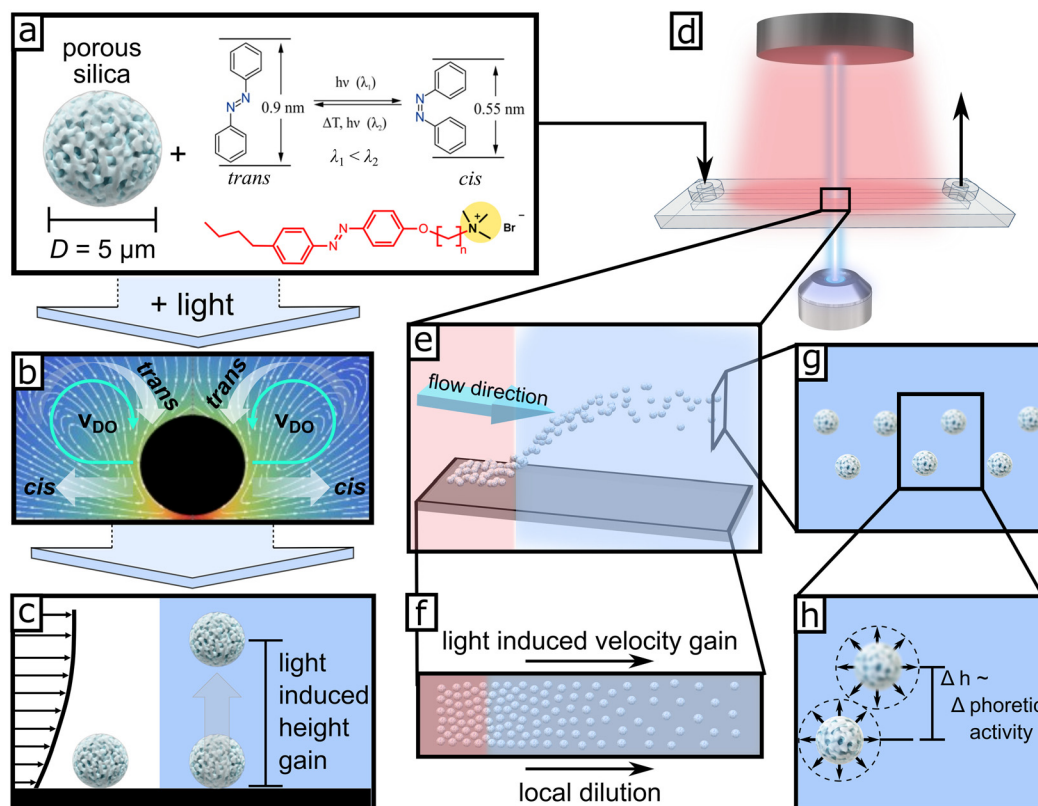 a
porous
silica
+
D = 5 μm
N
N
0.9 nm
trans
hν (λ₁)
ΔT, hν (λ₂)
λ₁ < λ₂
N
N
0.55 nm
cis
N
N
O
n
N
+
Br
−
+ light
b
trans
trans
vDO
vDO
cis
cis
c
light
induced
height
gain
d
e
flow direction
f
light induced velocity gain
local dilution
g
h
Δ h ~
Δ phoretic
activity